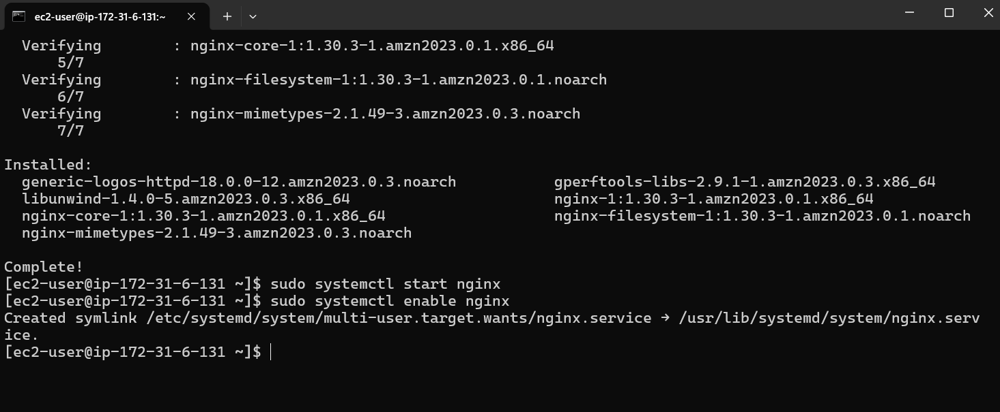 ec2-user@ip-172-31-6-131:~
Verifying : nginx-core-1:1.30.3-1.amzn2023.0.1.x86_64
5/7
Verifying : nginx-filesystem-1:1.30.3-1.amzn2023.0.1.noarch
6/7
Verifying : nginx-mimetypes-2.1.49-3.amzn2023.0.3.noarch
7/7
Installed:
generic-logos-httpd-18.0.0-12.amzn2023.0.3.noarch gperftools-libs-2.9.1-1.amzn2023.0.3.x86_64
libunwind-1.4.0-5.amzn2023.0.3.x86_64 nginx-1:1.30.3-1.amzn2023.0.1.x86_64
nginx-core-1:1.30.3-1.amzn2023.0.1.x86_64 nginx-filesystem-1:1.30.3-1.amzn2023.0.1.noarch
nginx-mimetypes-2.1.49-3.amzn2023.0.3.noarch
Complete!
[ec2-user@ip-172-31-6-131 ~]$ sudo systemctl start nginx
[ec2-user@ip-172-31-6-131 ~]$ sudo systemctl enable nginx
Created symlink /etc/systemd/system/multi-user.target.wants/nginx.service → /usr/lib/systemd/system/nginx.serv
ice.
[ec2-user@ip-172-31-6-131 ~]$